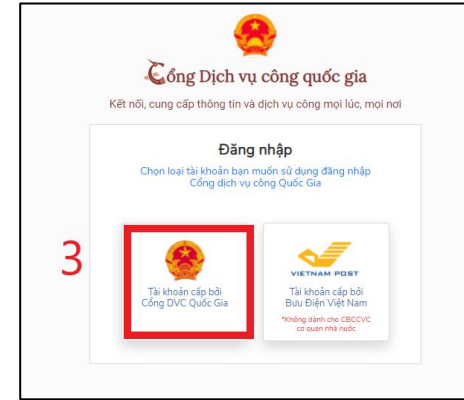 Cổng Dịch vụ công quốc gia
Kết nối, cung cấp thông tin và dịch vụ công mọi lúc, mọi nơi
Đăng nhập
Chọn loại tài khoản bạn muốn sử dụng đăng nhập
Cổng dịch vụ công Quốc Gia
3
Tài khoản cấp bởi
Cổng DVC Quốc Gia
VIETNAM POST
Tài khoản cấp bởi
Bưu Điện Việt Nam
*Không dành cho CBCCVC
cơ quan nhà nước